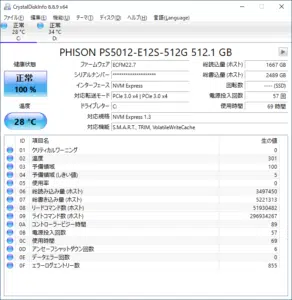 CrystalDiskInfo 8.8.9 x64
ファイル(F) 編集(E) 機能(U) テーマ(T) ディスク(D) ヘルプ(H) 言語(Language)
正常 正常
28 °C 34 °C
C: D:
PHISON PS5012-E12S-512G 512.1 GB
健康状態
正常
100 %
温度
28 °C
ファームウェア ECFM22.7
シリアルナンバー ********************
インターフェース NVM Express
対応転送モード PCIe 3.0 x4 | PCIe 3.0 x4
ドライブレター C:
対応規格 NVM Express 1.3
対応機能 S.M.A.R.T., TRIM, VolatileWriteCache
総読込量 (ホスト) 1667 GB
総書込量 (ホスト) 2489 GB
回転数 ---- (SSD)
電源投入回数 57 回
使用時間 69 時間
ID 項目名 生の値
01 クリティカルワーニング 0
02 温度 301
03 予備領域 100
04 予備領域 (しきい値) 5
05 使用率 0
06 総読み込み量 (ホスト) 3497450
07 総書き込み量 (ホスト) 5221313
08 リードコマンド数 (ホスト) 51930482
09 ライトコマンド数 (ホスト) 296934267
0A コントローラービジー時間 89
0B 電源投入回数 57
0C 使用時間 69
0D アンセーフシャットダウン回数 6
0E データエラー回数 0
0F エラーログエントリー数 855